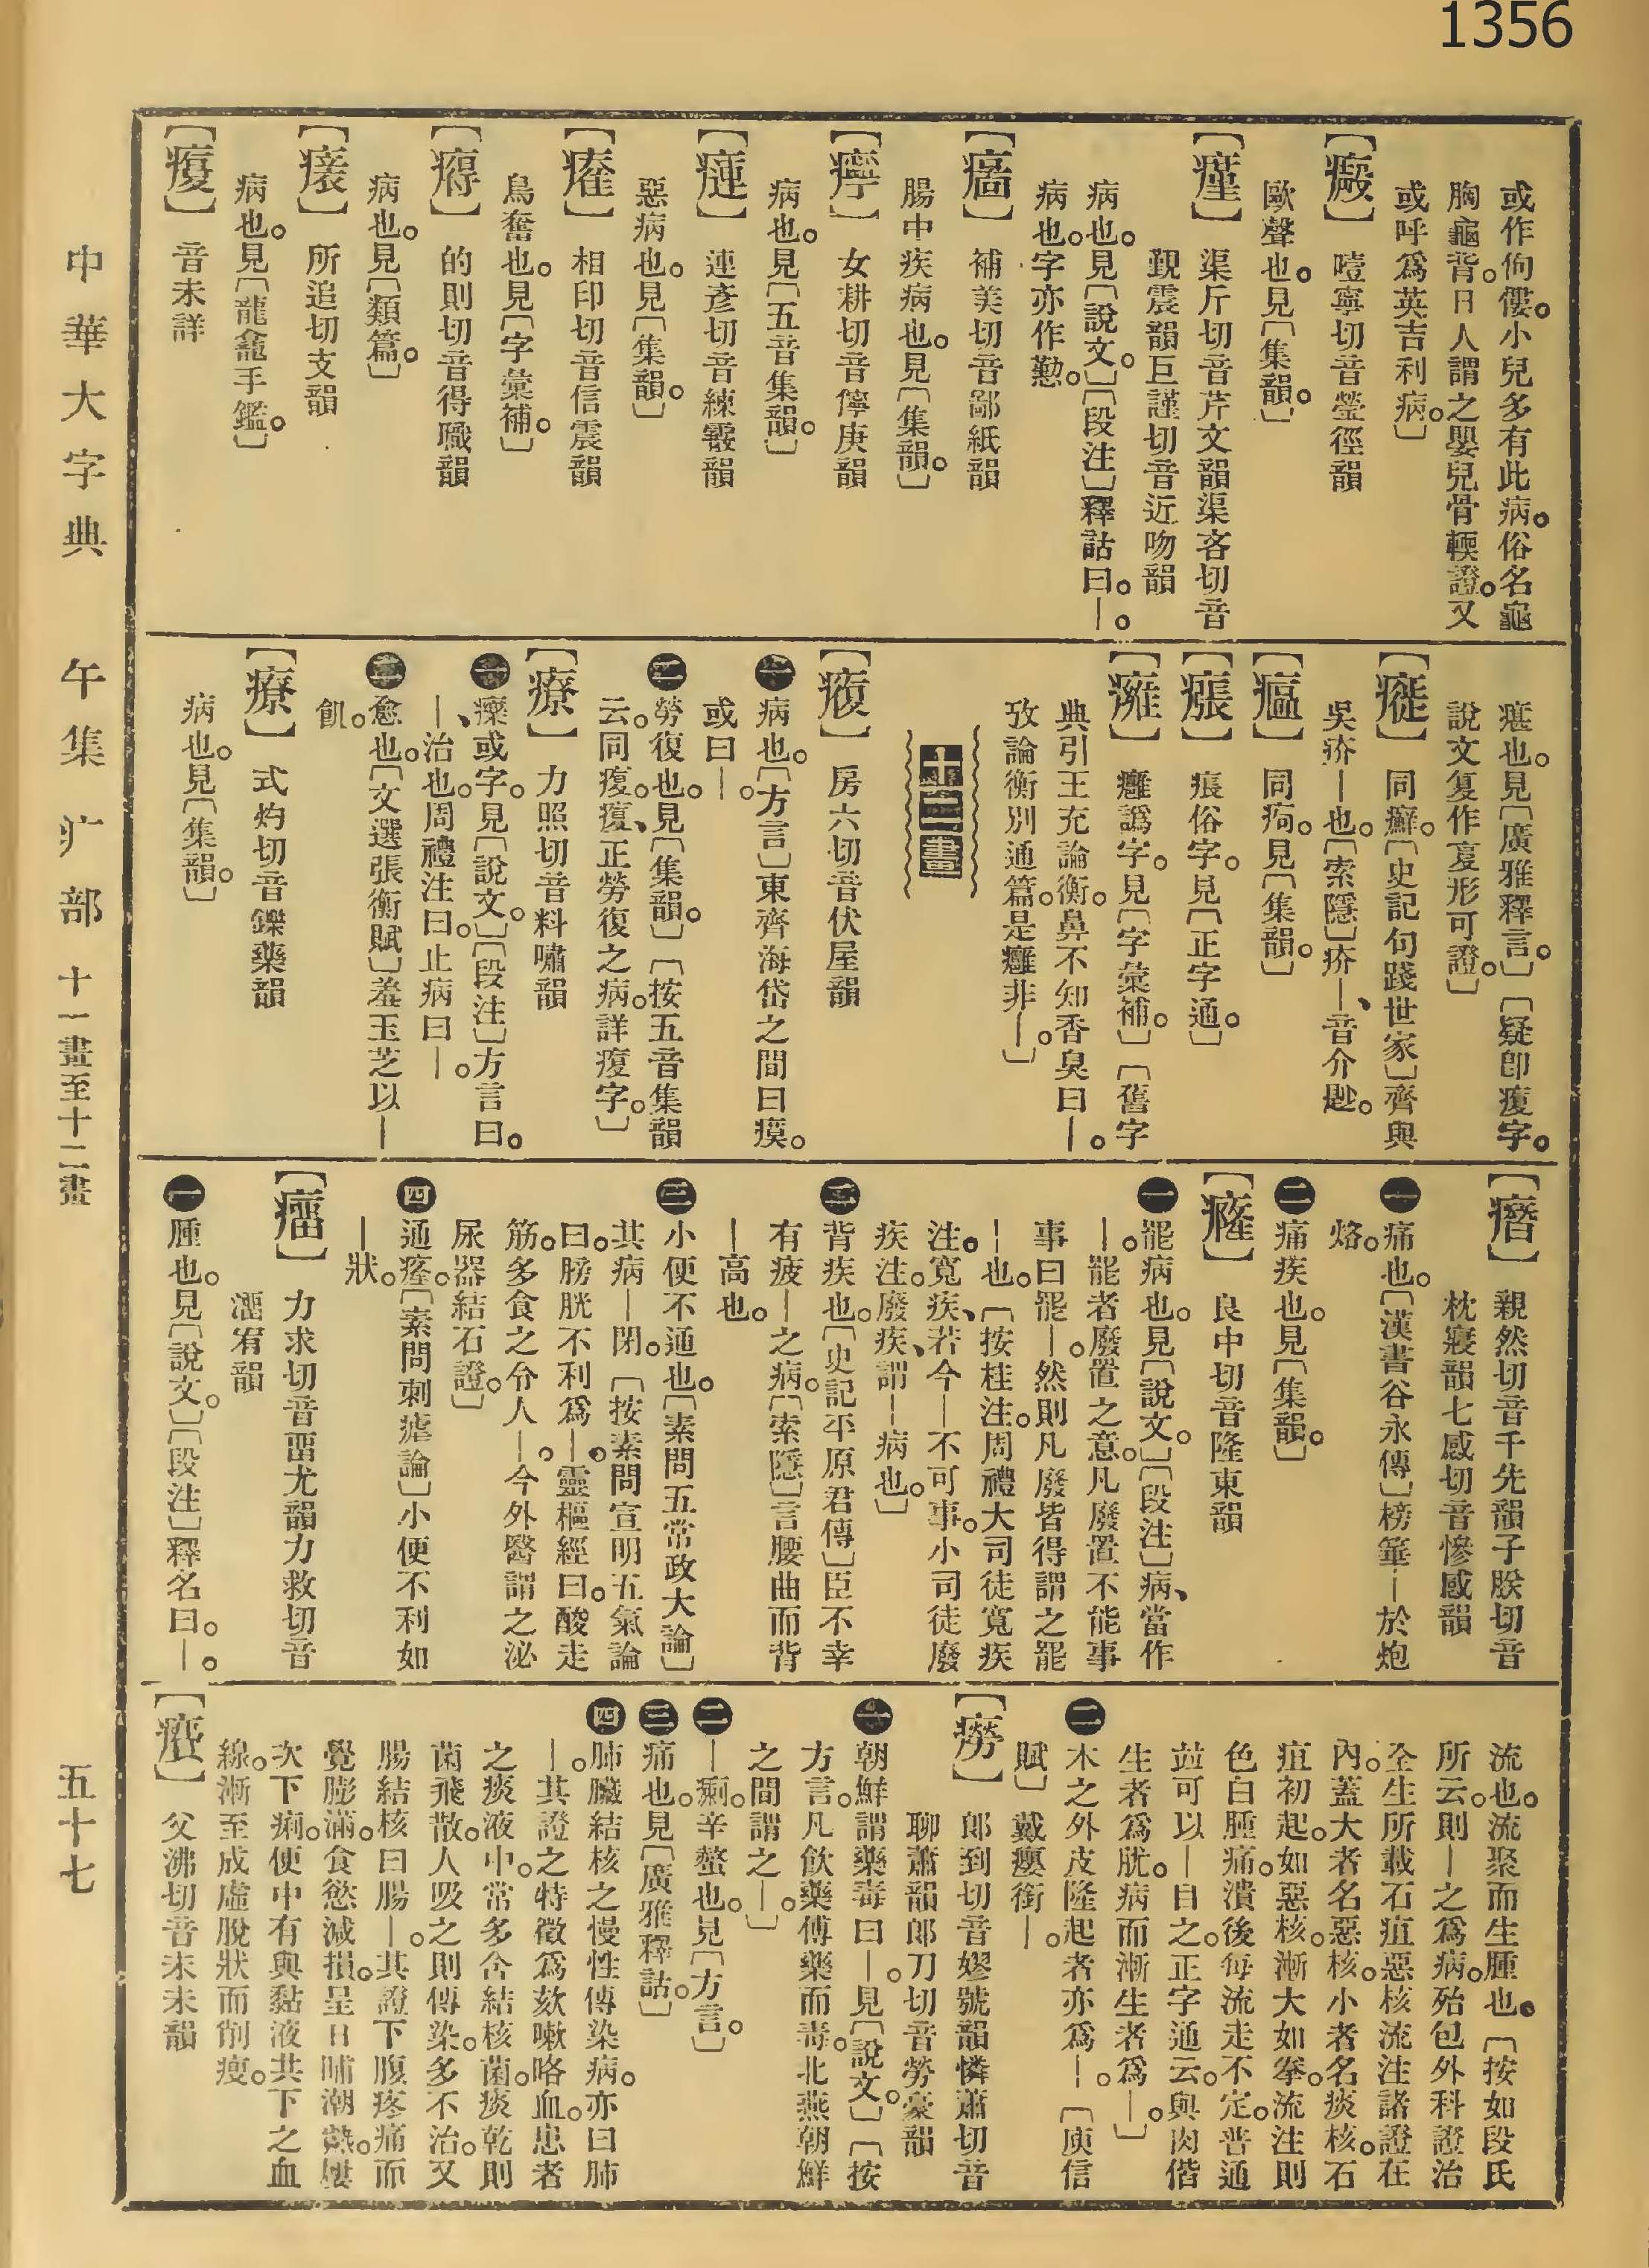 1356
或作佝僂。小兒多有此病。俗名龜
胸龜背。日人謂之嬰兒骨輭證。又
或呼爲英吉利病。〕
噎寧切音瑩徑韻
歐聲也。見〔集韻。〕
渠斤切音芹文韻渠吝切音
覲震韻巨謹切音近吻韻
病也。見〔說文。〕〔段注〕釋詁曰。―。
病也。字亦作懃。
補美切音鄙紙韻
腸中疾病也。見〔集韻。〕
女耕切音儜庚韻
病也。見〔五音集韻。〕
【㾾】連彥切音練霰韻
惡病也。見〔集韻。〕
相印切音信震韻
鳥奮也。見〔字彙補。〕
的則切音得職韻
病也。見〔類篇。〕
所追切支韻
病也。見〔龍龕手鑑。〕
音未詳
癁也。見〔廣雅釋言。〕〔疑卽癁字。
說文复作夏形可證。〕
【瘲】同癬。〔史記句踐世家〕齊與
吳疥―也。〔索隱〕疥―、音介尟。
【㾯】同痀。見〔集韻。〕
【瘬】痕俗字。見〔正字通。〕
癰譌字。見〔字彙補。〕〔舊字
典引王充論衡。鼻不知香臭曰―。
攷論衡別通篇。是癰非―。〕
十二畫
【癁】房六切音伏屋韻
一 病也。〔方言〕東齊海岱之間曰瘼。
或曰―。
二 勞復也。見〔集韻。〕〔按五音集韻
云。同癁。癁、正勞復之病。詳癁字。〕
【療】力照切音料嘯韻
一 㿉、或字。見〔說文。〕〔段注〕方言曰。
―、治也。周禮注曰。止病曰―。
二 愈也。〔文選張衡賦〕羞玉芝以―
飢。
【療】式灼切音鑠藥韻
病也。見〔集韻。〕
【㿊】親然切音千先韻子朕切音
枕寢韻七感切音慘感韻
一 痛也。〔漢書谷永傳〕榜箠―於炮
烙。
二 痛疾也。見〔集韻。〕
【癃】良中切音隆東韻
一 罷病也。見〔說文。〕〔段注〕病、當作
―。罷者廢置之意。凡廢置不能事
事曰罷―。然則凡廢皆得謂之罷
―也。〔按桂注。周禮大司徒寬疾
注。寬疾、若今―不可事。小司徒廢
疾注。廢疾、謂―病也。〕
二 背疾也。〔史記平原君傳〕臣不幸
有疲―之病。〔索隱〕言腰曲而背
―高也。
三 小便不通也。〔素問五常政大論〕
其病―閉。〔按素問宣明五氣論
曰。膀胱不利爲―。靈樞經曰。酸走
筋。多食之令人―。今外醫謂之泌
尿器結石證。〕
四 通㾤。〔素問刺瘧論〕小便不利如
―狀。
【瘤】力求切音畱尤韻力救切音
溜宥韻
一 腫也。見〔說文。〕〔段注〕釋名曰。―。
流也。流聚而生腫也。〔按如段氏
所云。則―之爲病。殆包外科證治
全生所載石疽惡核流注諸證在
內。蓋大者名惡核。小者名痰核。石
疽初起。如惡核。漸大如拳。流注則
色白腫痛。潰後每流走不定。普通
竝可以―目之。正字通云。與肉偕
生者爲肬。病而漸生者爲―。〕
二 木之外皮隆起者亦爲―。〔庾信
賦〕戴癭銜―。
【癆】郎到切音嫪號韻憐蕭切音
聊蕭韻郎刀切音勞豪韻
一 朝鮮謂藥毒曰―。見〔說文。〕〔按
方言。凡飲藥傅藥而毒。北燕朝鮮
之間謂之―。〕
二 ―瘌。辛螫也。見〔方言。〕
三 痛也。見〔廣雅釋詁。〕
四 肺臟結核之慢性傳染病。亦曰肺
―。其證之特徵爲欬嗽咯血。患者
之痰液中。常多含結核菌。痰乾則
菌飛散。人吸之則傳染。多不治。又
腸結核曰腸―。其證下腹疼痛而
覺膨滿。食慾減損。呈日晡潮熱。屢
次下痢。便中有與黏液共下之血
線。漸至成虛脫狀而削瘦。
父沸切音未未韻
中華大字典 午集 疒部 十一畫至十二畫 五十七